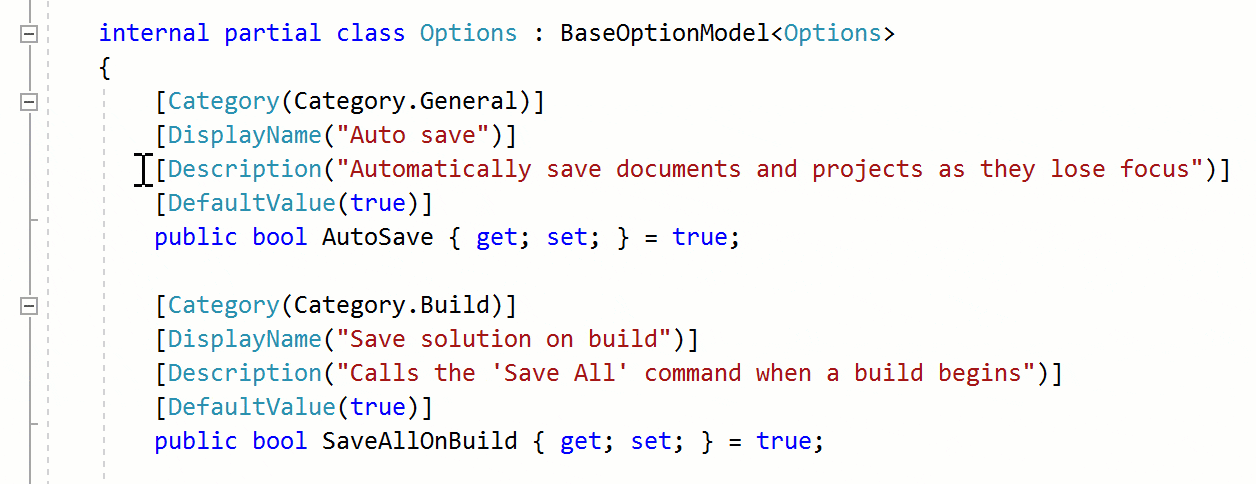 internal partial class Options : BaseOptionModel<Options>
{
[Category(Category.General)]
[DisplayName("Auto save")]
[Description("Automatically save documents and projects as they lose focus")]
[DefaultValue(true)]
public bool AutoSave { get; set; } = true;
[Category(Category.Build)]
[DisplayName("Save solution on build")]
[Description("Calls the 'Save All' command when a build begins")]
[DefaultValue(true)]
public bool SaveAllOnBuild { get; set; } = true;